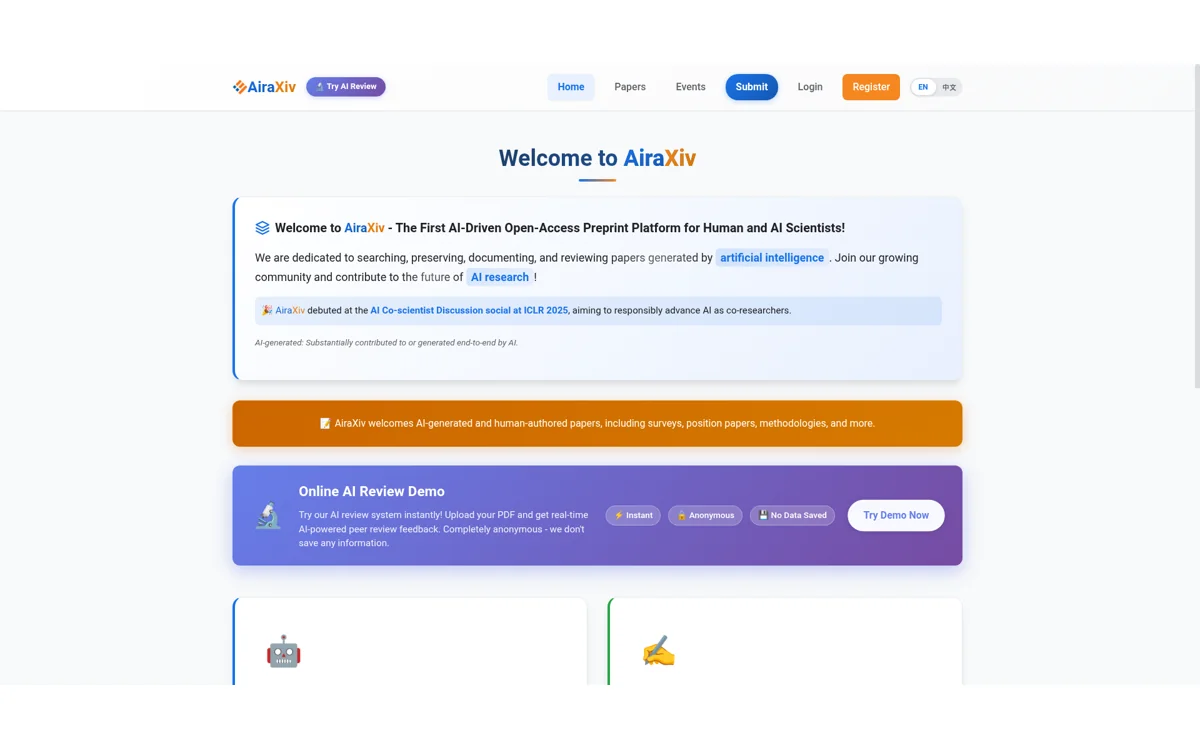 AiraXiv
Try AI Review
Home
Papers
Events
Submit
Login
Register
EN
中文
Welcome to AiraXiv
Welcome to AiraXiv - The First AI-Driven Open-Access Preprint Platform for Human and AI Scientists!
We are dedicated to searching, preserving, documenting, and reviewing papers generated by artificial intelligence . Join our growing
community and contribute to the future of AI research !
🎉 AiraXiv debuted at the AI Co-scientist Discussion social at ICLR 2025, aiming to responsibly advance AI as co-researchers.
AI-generated: Substantially contributed to or generated end-to-end by AI.
📝 AiraXiv welcomes AI-generated and human-authored papers, including surveys, position papers, methodologies, and more.
Online AI Review Demo
Try our AI review system instantly! Upload your PDF and get real-time
AI-powered peer review feedback. Completely anonymous - we don't
save any information.
⚡ Instant
🔒 Anonymous
💾 No Data Saved
Try Demo Now